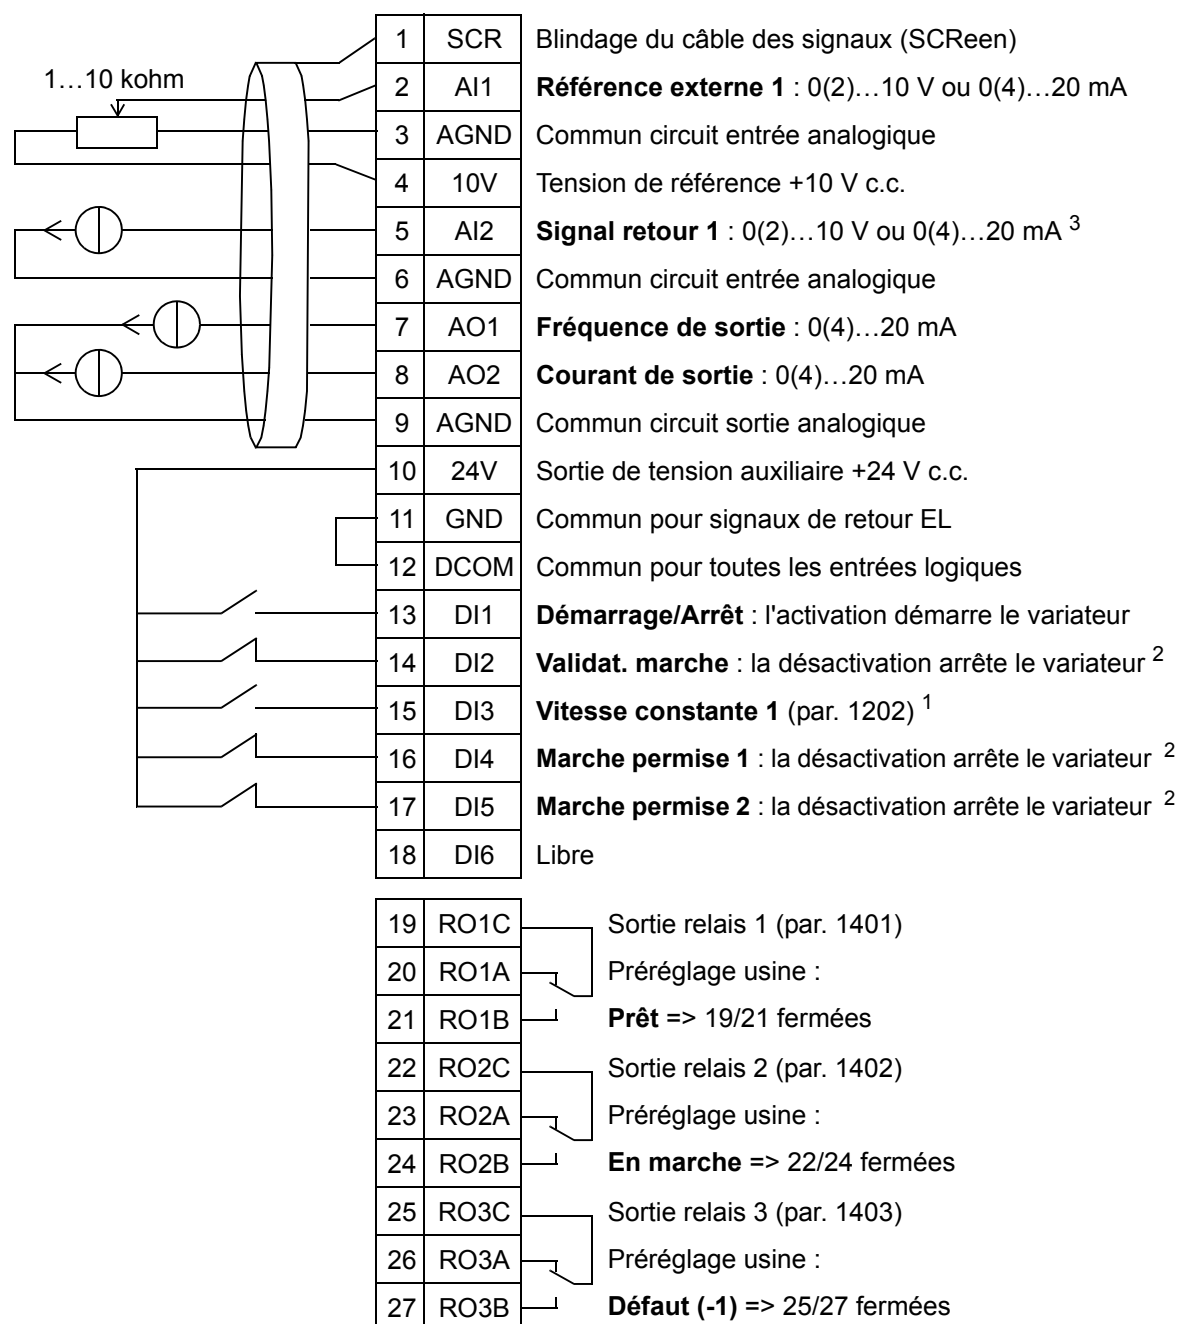 1…10 kohm
1 SCR Blindage du câble des signaux (SCReen)
2 AI1 Référence externe 1 : 0(2)…10 V ou 0(4)…20 mA
3 AGND Commun circuit entrée analogique
4 10V Tension de référence +10 V c.c.
5 AI2 Signal retour 1 : 0(2)…10 V ou 0(4)…20 mA 3
6 AGND Commun circuit entrée analogique
7 AO1 Fréquence de sortie : 0(4)…20 mA
8 AO2 Courant de sortie : 0(4)…20 mA
9 AGND Commun circuit sortie analogique
10 24V Sortie de tension auxiliaire +24 V c.c.
11 GND Commun pour signaux de retour EL
12 DCOM Commun pour toutes les entrées logiques
13 DI1 Démarrage/Arrêt : l'activation démarre le variateur
14 DI2 Validat. marche : la désactivation arrête le variateur 2
15 DI3 Vitesse constante 1 (par. 1202) 1
16 DI4 Marche permise 1 : la désactivation arrête le variateur 2
17 DI5 Marche permise 2 : la désactivation arrête le variateur 2
18 DI6 Libre
19 RO1C Sortie relais 1 (par. 1401)
20 RO1A Préréglage usine :
21 RO1B Prêt => 19/21 fermées
22 RO2C Sortie relais 2 (par. 1402)
23 RO2A Préréglage usine :
24 RO2B En marche => 22/24 fermées
25 RO3C Sortie relais 3 (par. 1403)
26 RO3A Préréglage usine :
27 RO3B Défaut (-1) => 25/27 fermées